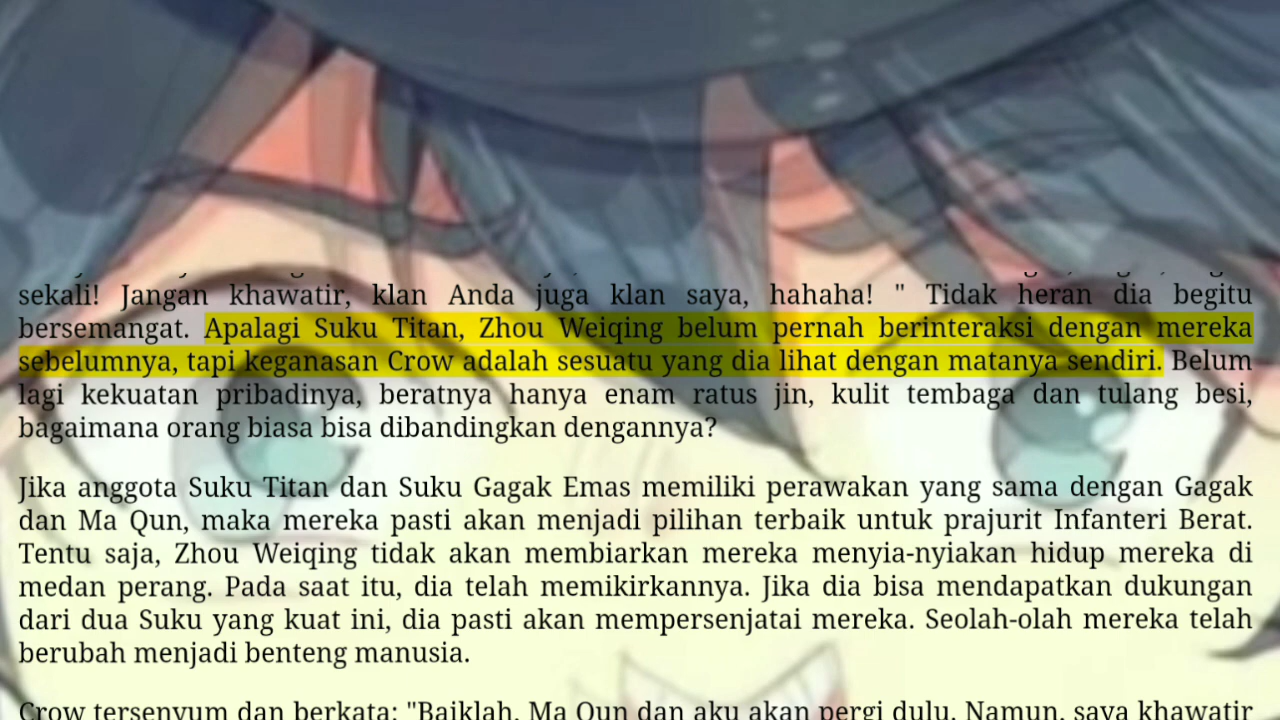 sekali! Jangan khawatir, klan Anda juga klan saya, hahaha! " Tidak heran dia begitu
bersemangat. Apalagi Suku Titan, Zhou Weiqing belum pernah berinteraksi dengan mereka
sebelumnya, tapi keganasan Crow adalah sesuatu yang dia lihat dengan matanya sendiri. Belum
lagi kekuatan pribadinya, beratnya hanya enam ratus jin, kulit tembaga dan tulang besi,
bagaimana orang biasa bisa dibandingkan dengannya?
Jika anggota Suku Titan dan Suku Gagak Emas memiliki perawakan yang sama dengan Gagak
dan Ma Qun, maka mereka pasti akan menjadi pilihan terbaik untuk prajurit Infanteri Berat.
Tentu saja, Zhou Weiqing tidak akan membiarkan mereka menyia-nyiakan hidup mereka di
medan perang. Pada saat itu, dia telah memikirkannya. Jika dia bisa mendapatkan dukungan
dari dua Suku yang kuat ini, dia pasti akan mempersenjatai mereka. Seolah-olah mereka telah
berubah menjadi benteng manusia.
Crow tersenyum dan berkata: "Baiklah, Ma Qun dan aku akan pergi dulu. Namun, saya khawatir